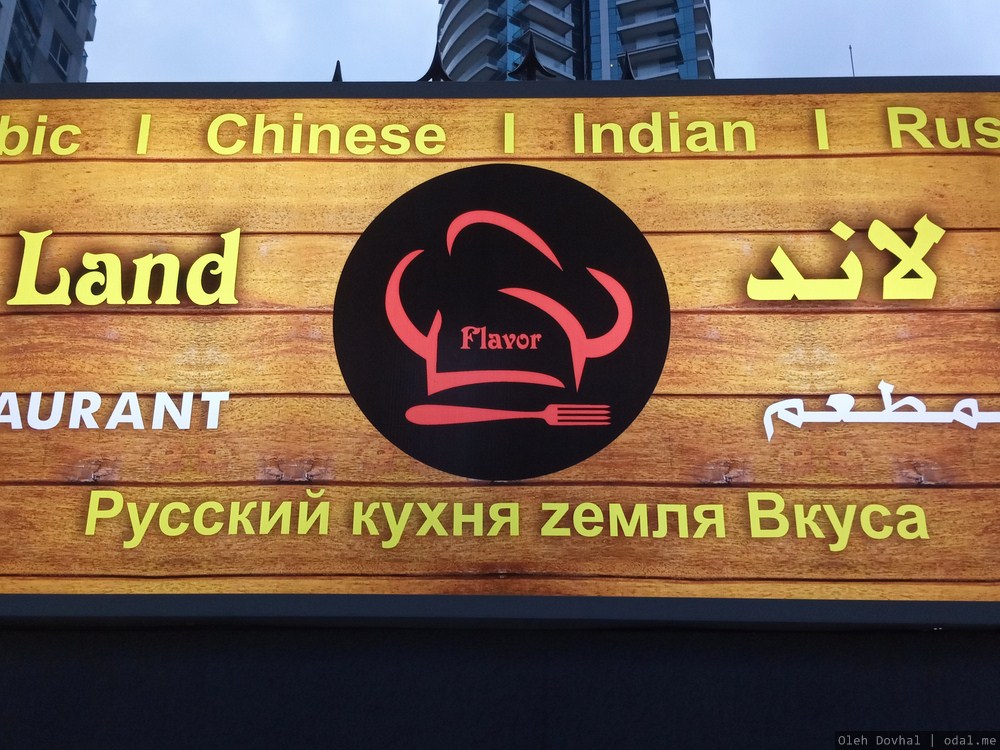 bic | Chinese | Indian | Rus
Land
لاند
Flavor
AURANT
مطعم
Русский кухня zемля Вкуса
Oleh Dovhal | odal.me